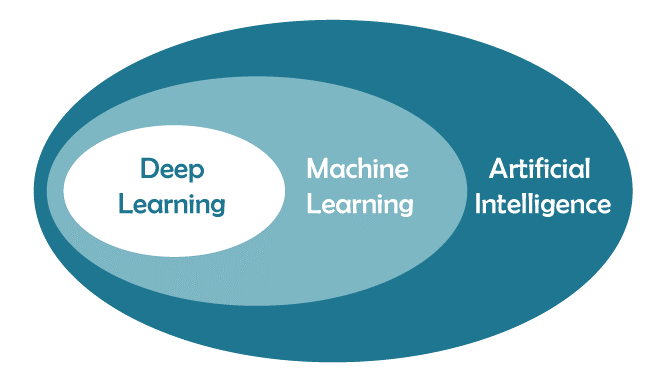 Deep
Learning
Machine
Learning
Artificial
Intelligence